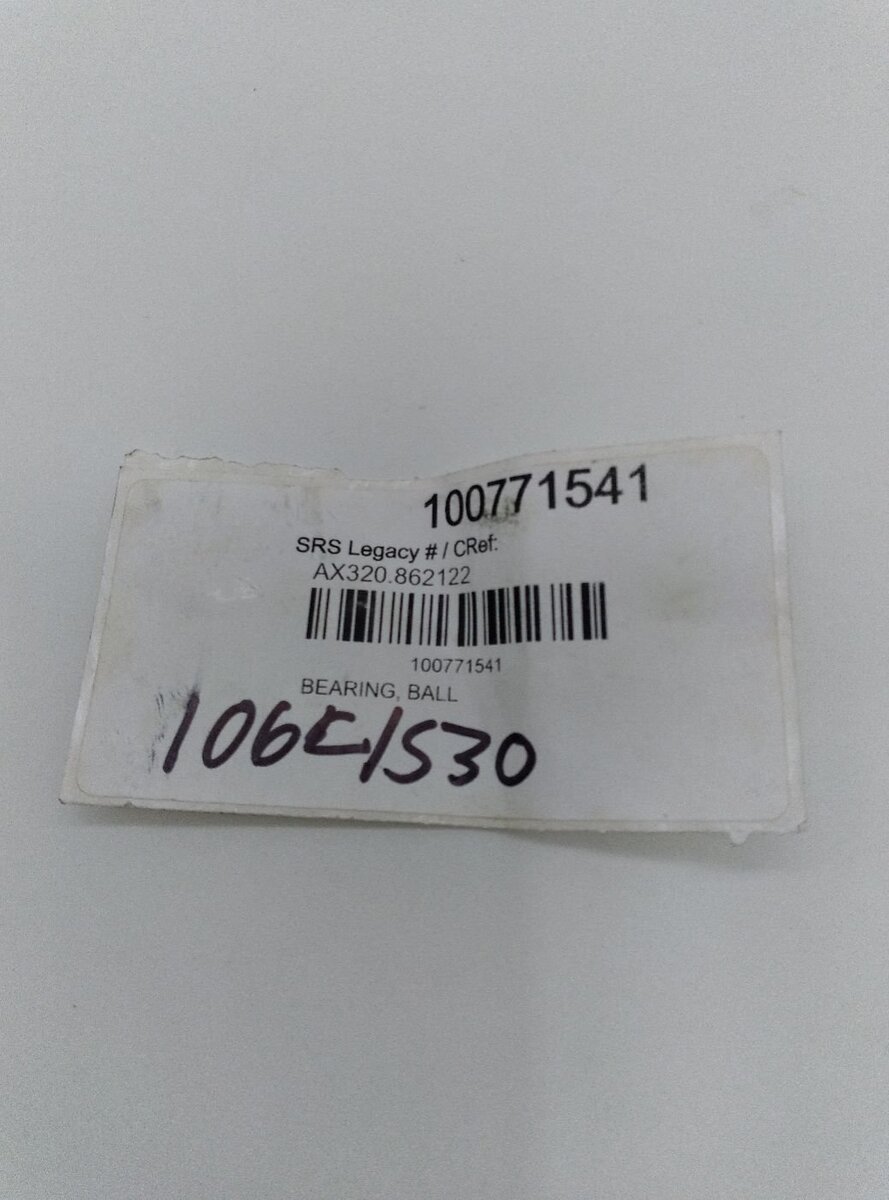 100771541
SRS Legacy # / CRef:
AX320.862122
100771541
BEARING, BALL